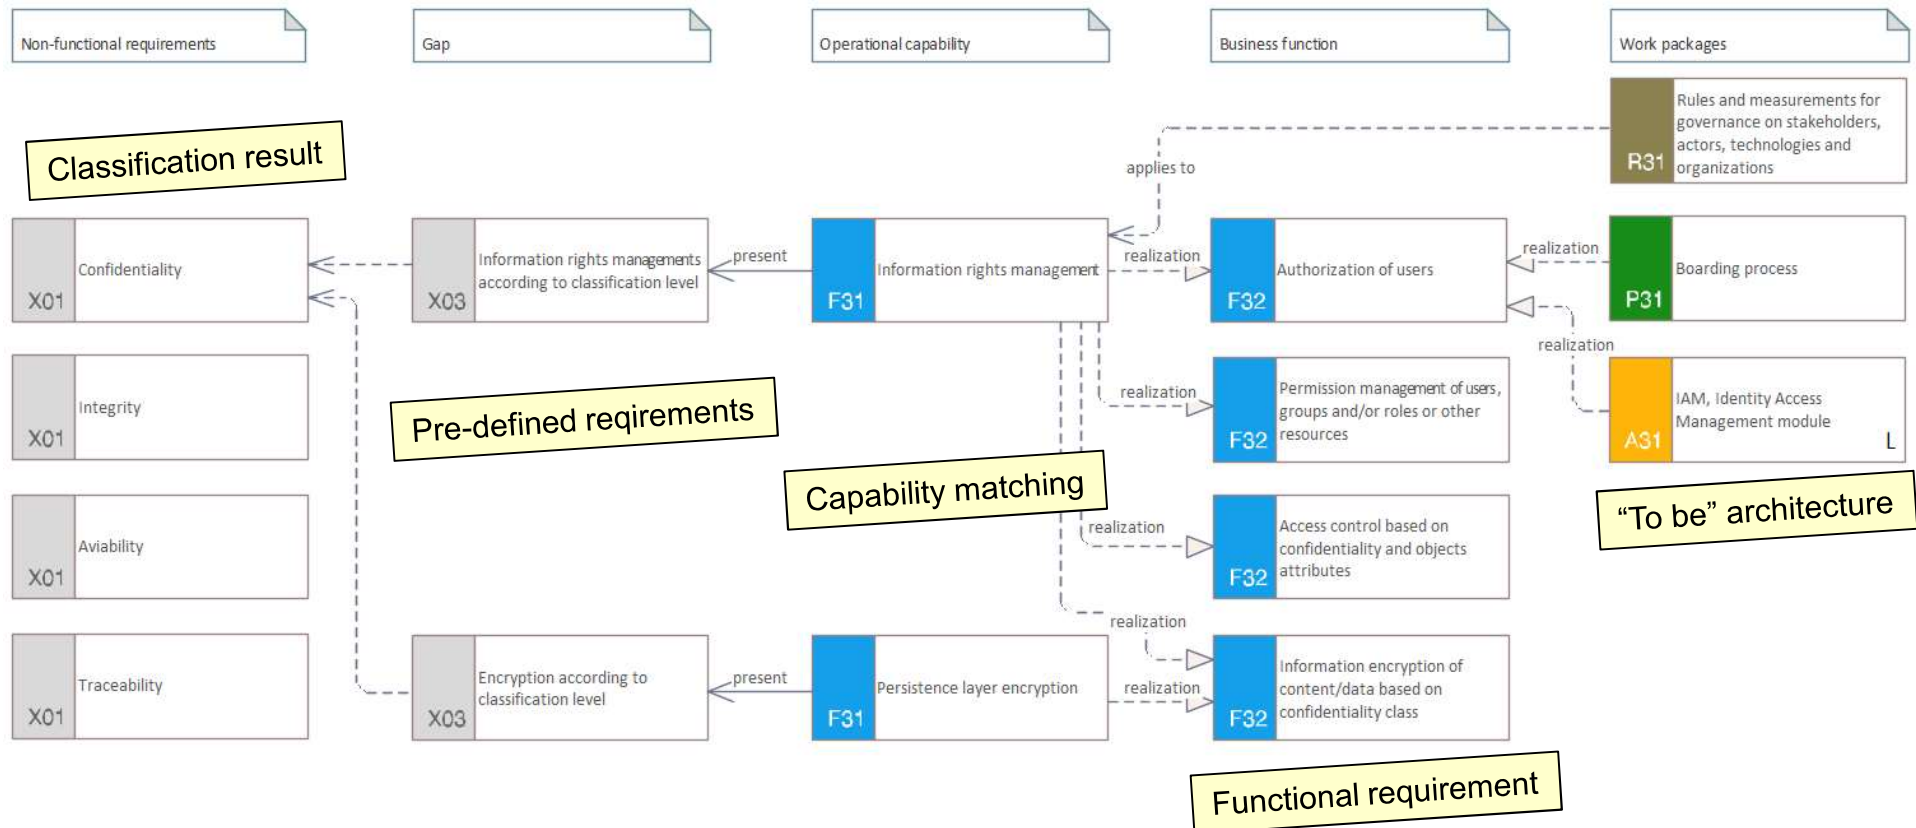 Non-functional requirements
Gap
Operational capability
Business function
Work packages
Rules and measurements for
governance on stakeholders,
actors, technologies and
organizations
R31
applies to
Classification result
Confidentiality
X01
Information rights managements
according to classification level
X03
present
Information rights management
F31
realization
Authorization of users
F32
realization
Boarding process
P31
realization
Integrity
X01
Pre-defined reqirements
realization
Permission management of users,
groups and/or roles or other
resources
F32
IAM, Identity Access
Management module
A31
L
Capability matching
"To be" architecture
Aviability
X01
realization
Access control based on
confidentiality and objects
attributes
F32
realization
Traceability
X01
Encryption according to
classification level
X03
present
Persistence layer encryption
F31
realization
Information encryption of
content/data based on
confidentiality class
F32
Functional requirement